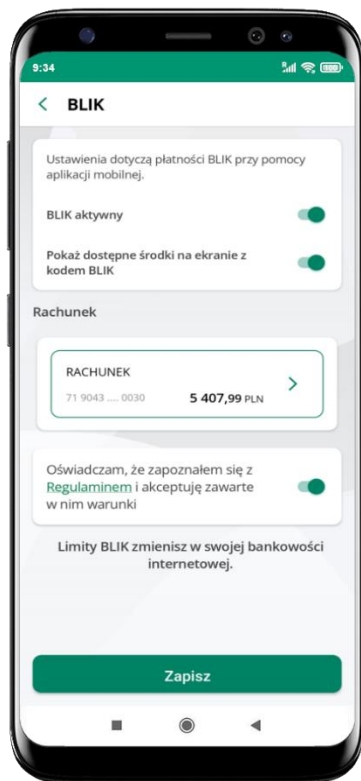 9:34
BLIK
Ustawienia dotyczą płatności BLIK przy pomocy
aplikacji mobilnej.
BLIK aktywny
Pokaż dostępne środki na ekranie z
kodem BLIK
Rachunek
RACHUNEK
71 9043 .... 0030 5 407,99 PLN
Oświadczam, że zapoznałem się z
Regulaminem i akceptuję zawarte
w nim warunki
Limity BLIK zmienisz w swojej bankowości
internetowej.
Zapisz